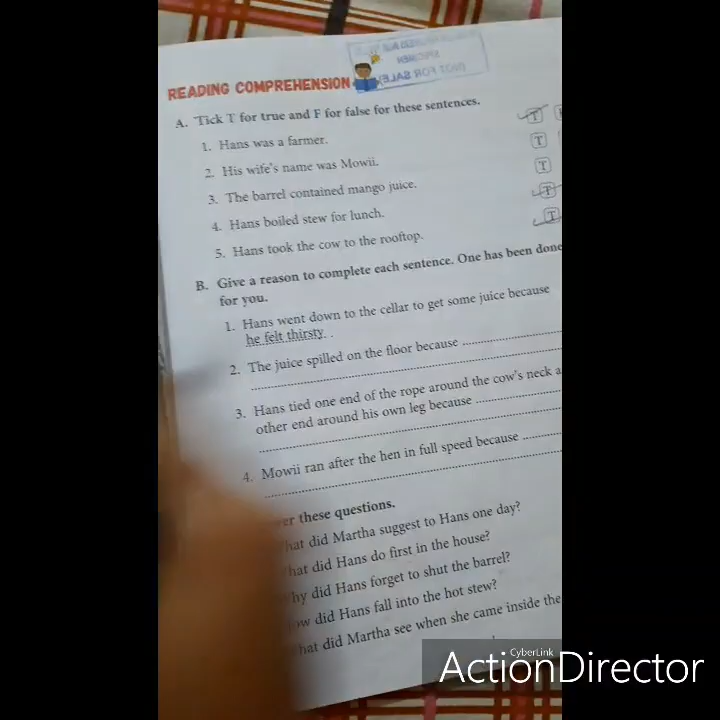 READING COMPREHENSION
A. Tick T for true and F for false for these sentences.
1. Hans was a farmer. T
2. His wife's name was Mowii. T
3. The barrel contained mango juice. T
4. Hans boiled stew for lunch. T
5. Hans took the cow to the rooftop. T
B. Give a reason to complete each sentence. One has been done
for you.
1. Hans went down to the cellar to get some juice because
he felt thirsty.
2. The juice spilled on the floor because
3. Hans tied one end of the rope around the cow's neck a
other end around his own leg because
4. Mowii ran after the hen in full speed because
er these questions.
hat did Martha suggest to Hans one day?
hat did Hans do first in the house?
hy did Hans forget to shut the barrel?
ow did Hans fall into the hot stew?
hat did Martha see when she came inside the
CyberLink
ActionDirector